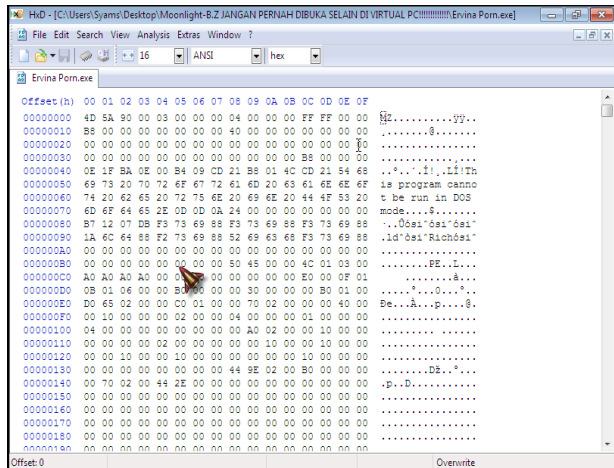 HxD - [C:\Users\Syams\Desktop\Moonlight-B.Z JANGAN PERNAH DIBUKA SELAIN DI VIRTUAL PC!!!!!!!!!!!!!\Ervina Porn.exe]
File Edit Search View Analysis Extras Window ?
16 ANSI hex
Ervina Porn.exe
Offset(h) 00 01 02 03 04 05 06 07 08 09 0A 0B 0C 0D 0E 0F
00000000 4D 5A 90 00 03 00 00 00 04 00 00 00 FF FF 00 00 MZ..........ÿÿ..
00000010 B8 00 00 00 00 00 00 00 40 00 00 00 00 00 00 00 ¸.......@.......
00000020 00 00 00 00 00 00 00 00 00 00 00 00 00 00 00 00 ................
00000030 00 00 00 00 00 00 00 00 00 00 00 00 B8 00 00 00 ............¸...
00000040 0E 1F BA 0E 00 B4 09 CD 21 B8 01 4C CD 21 54 68 ..º..´.Í!¸.LÍ!Th
00000050 69 73 20 70 72 6F 67 72 61 6D 20 63 61 6E 6E 6F is program canno
00000060 74 20 62 65 20 72 75 6E 20 69 6E 20 44 4F 53 20 t be run in DOS
00000070 6D 6F 64 65 2E 0D 0D 0A 24 00 00 00 00 00 00 00 mode....$.......
00000080 B7 12 07 DB F3 73 69 88 F3 73 69 88 F3 73 69 88 ·..Ûósiˆósiˆósiˆ
00000090 1A 6C 64 88 F2 73 69 88 52 69 63 68 F3 73 69 88 .ldˆòsiˆRichósiˆ
000000A0 00 00 00 00 00 00 00 00 00 00 00 00 00 00 00 00 ................
000000B0 00 00 00 00 00 00 00 00 50 45 00 00 4C 01 03 00 ........PE..L...
000000C0 A0 A0 A0 A0 00 00 00 00 00 00 00 E0 00 0F 01 ........à...
000000D0 0B 01 06 00 00 B0 00 00 00 30 00 00 00 B0 01 00 .....°...0...°..
000000E0 D0 65 02 00 00 C0 01 00 00 70 02 00 00 00 40 00 Ðe...À...p....@.
000000F0 00 10 00 00 00 02 00 00 04 00 00 00 01 00 00 00 ................
00000100 04 00 00 00 00 00 00 00 00 A0 02 00 00 10 00 00 ......... ......
00000110 00 00 00 00 02 00 00 00 00 00 10 00 00 10 00 00 ................
00000120 00 00 10 00 00 10 00 00 00 00 00 00 10 00 00 00 ................
00000130 00 00 00 00 00 00 00 00 44 9E 02 00 B0 00 00 00 ........Dž..°...
00000140 00 70 02 00 44 2E 00 00 00 00 00 00 00 00 00 00 .p..D...........
00000150 00 00 00 00 00 00 00 00 00 00 00 00 00 00 00 00 ................
00000160 00 00 00 00 00 00 00 00 00 00 00 00 00 00 00 00 ................
00000170 00 00 00 00 00 00 00 00 00 00 00 00 00 00 00 00 ................
00000180 00 00 00 00 00 00 00 00 00 00 00 00 00 00 00 00 ................
00000190 00 00 00 00 00 00 00 00 00 00 00 00 00 00 00 00 ................
Offset: 0 Overwrite